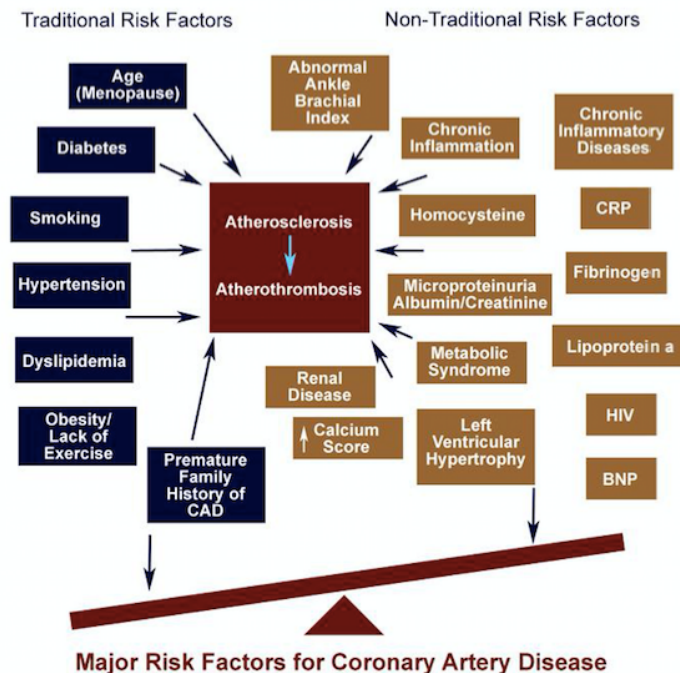 Traditional Risk Factors
Non-Traditional Risk Factors
Age
(Menopause)
Diabetes
Smoking
Hypertension
Dyslipidemia
Obesity/
Lack of
Exercise
Premature
Family
History of
CAD
Atherosclerosis
Atherothrombosis
Abnormal
Ankle
Brachial
Index
Chronic
Inflammation
Homocysteine
Microproteinuria
Albumin/Creatinine
Metabolic
Syndrome
Renal
Disease
↑ Calcium
Score
Left
Ventricular
Hypertrophy
Chronic
Inflammatory
Diseases
CRP
Fibrinogen
Lipoprotein a
HIV
BNP
Major Risk Factors for Coronary Artery Disease